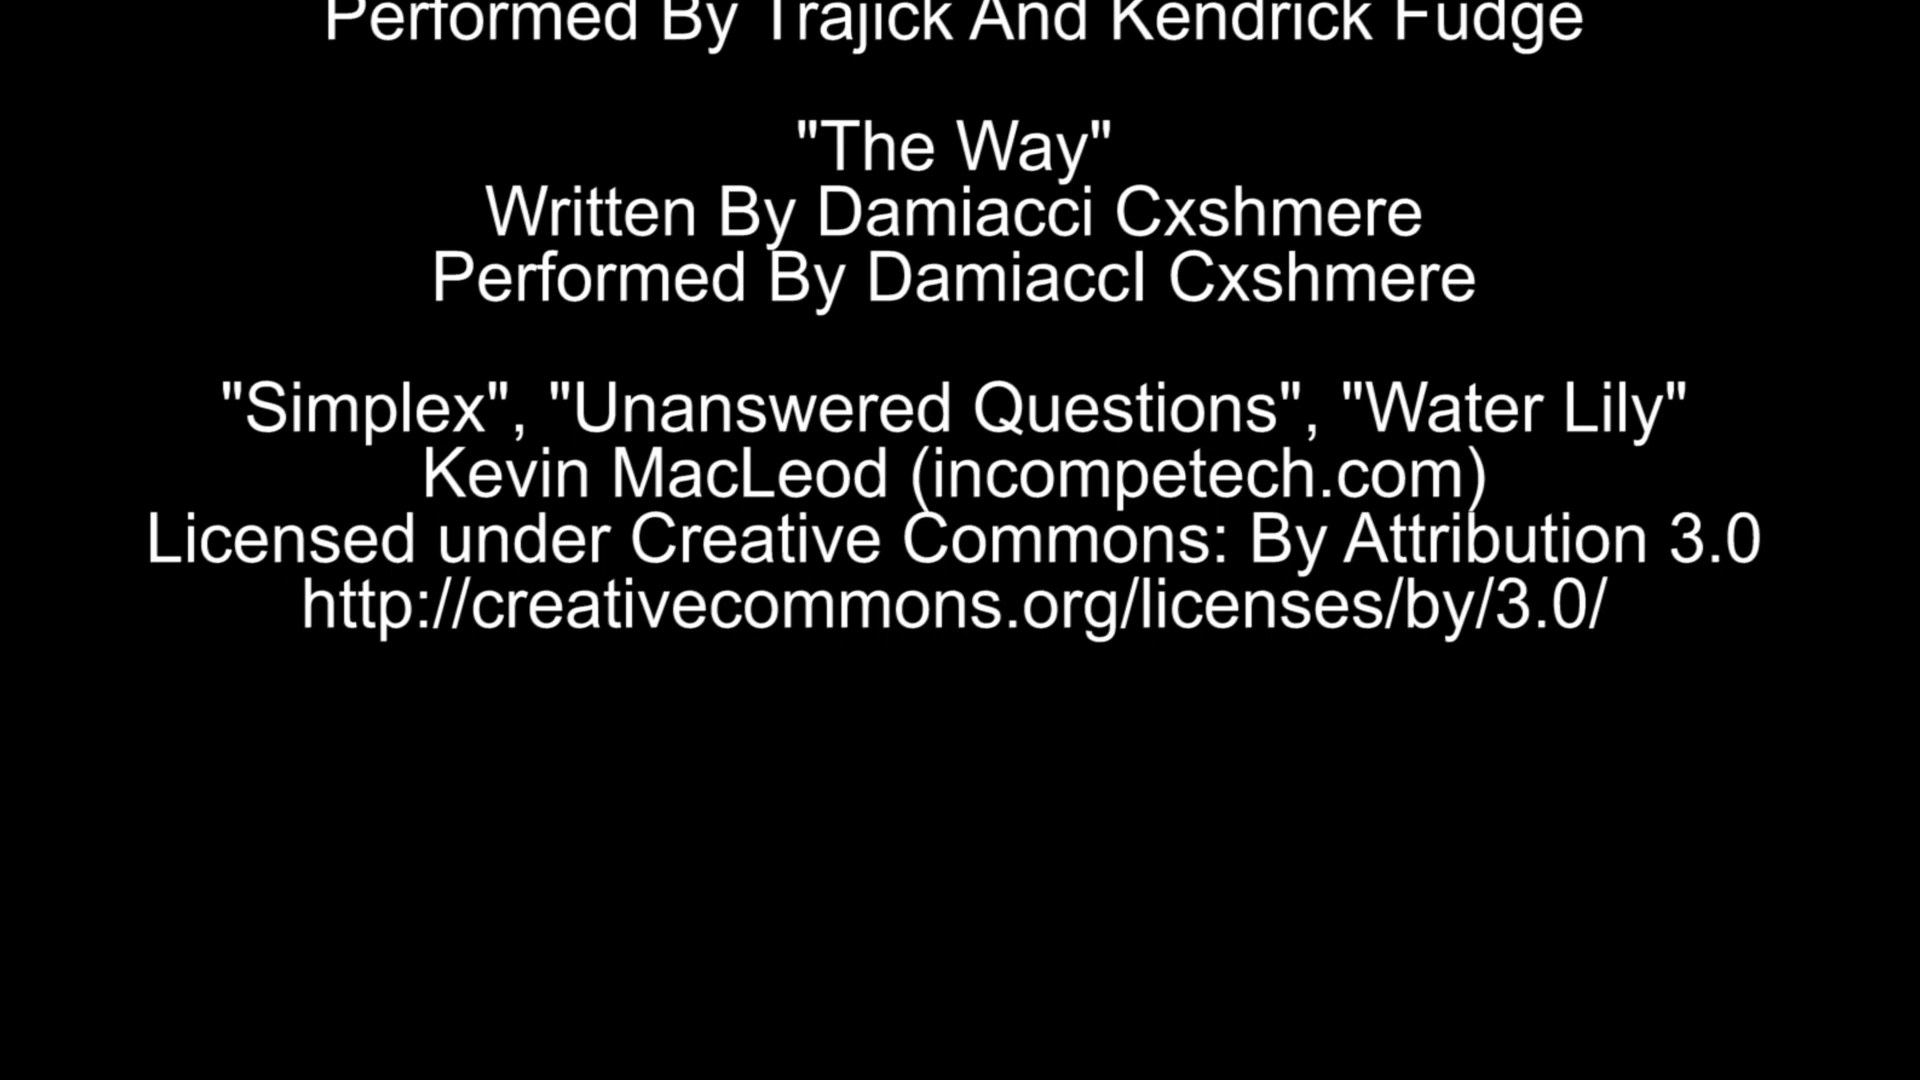 Performed By Trajick And Kendrick Fudge
"The Way"
Written By Damiacci Cxshmere
Performed By DamiaccI Cxshmere
"Simplex", "Unanswered Questions", "Water Lily"
Kevin MacLeod (incompetech.com)
Licensed under Creative Commons: By Attribution 3.0
http://creativecommons.org/licenses/by/3.0/